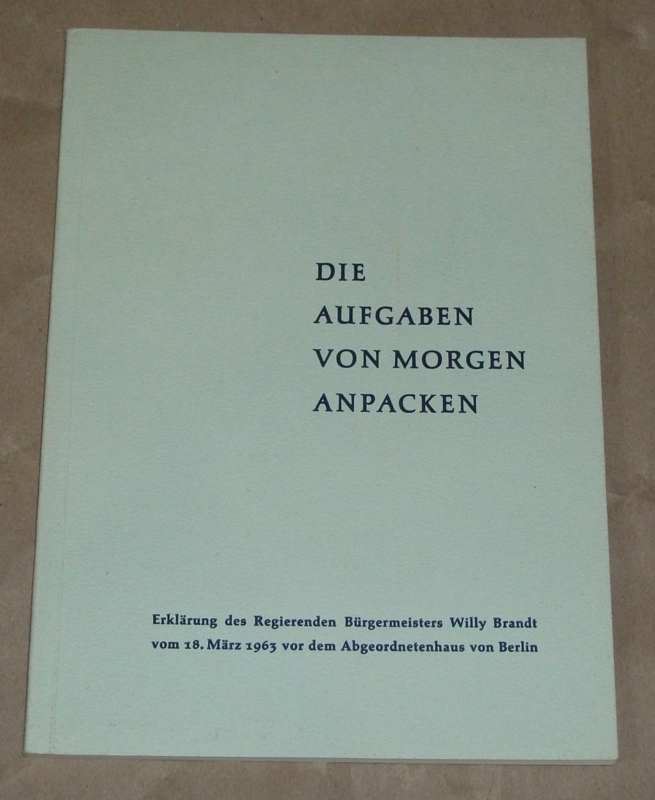 DIE
AUFGABEN
VON MORGEN
ANPACKEN
Erklärung des Regierenden Bürgermeisters Willy Brandt
vom 18. März 1963 vor dem Abgeordnetenhaus von Berlin